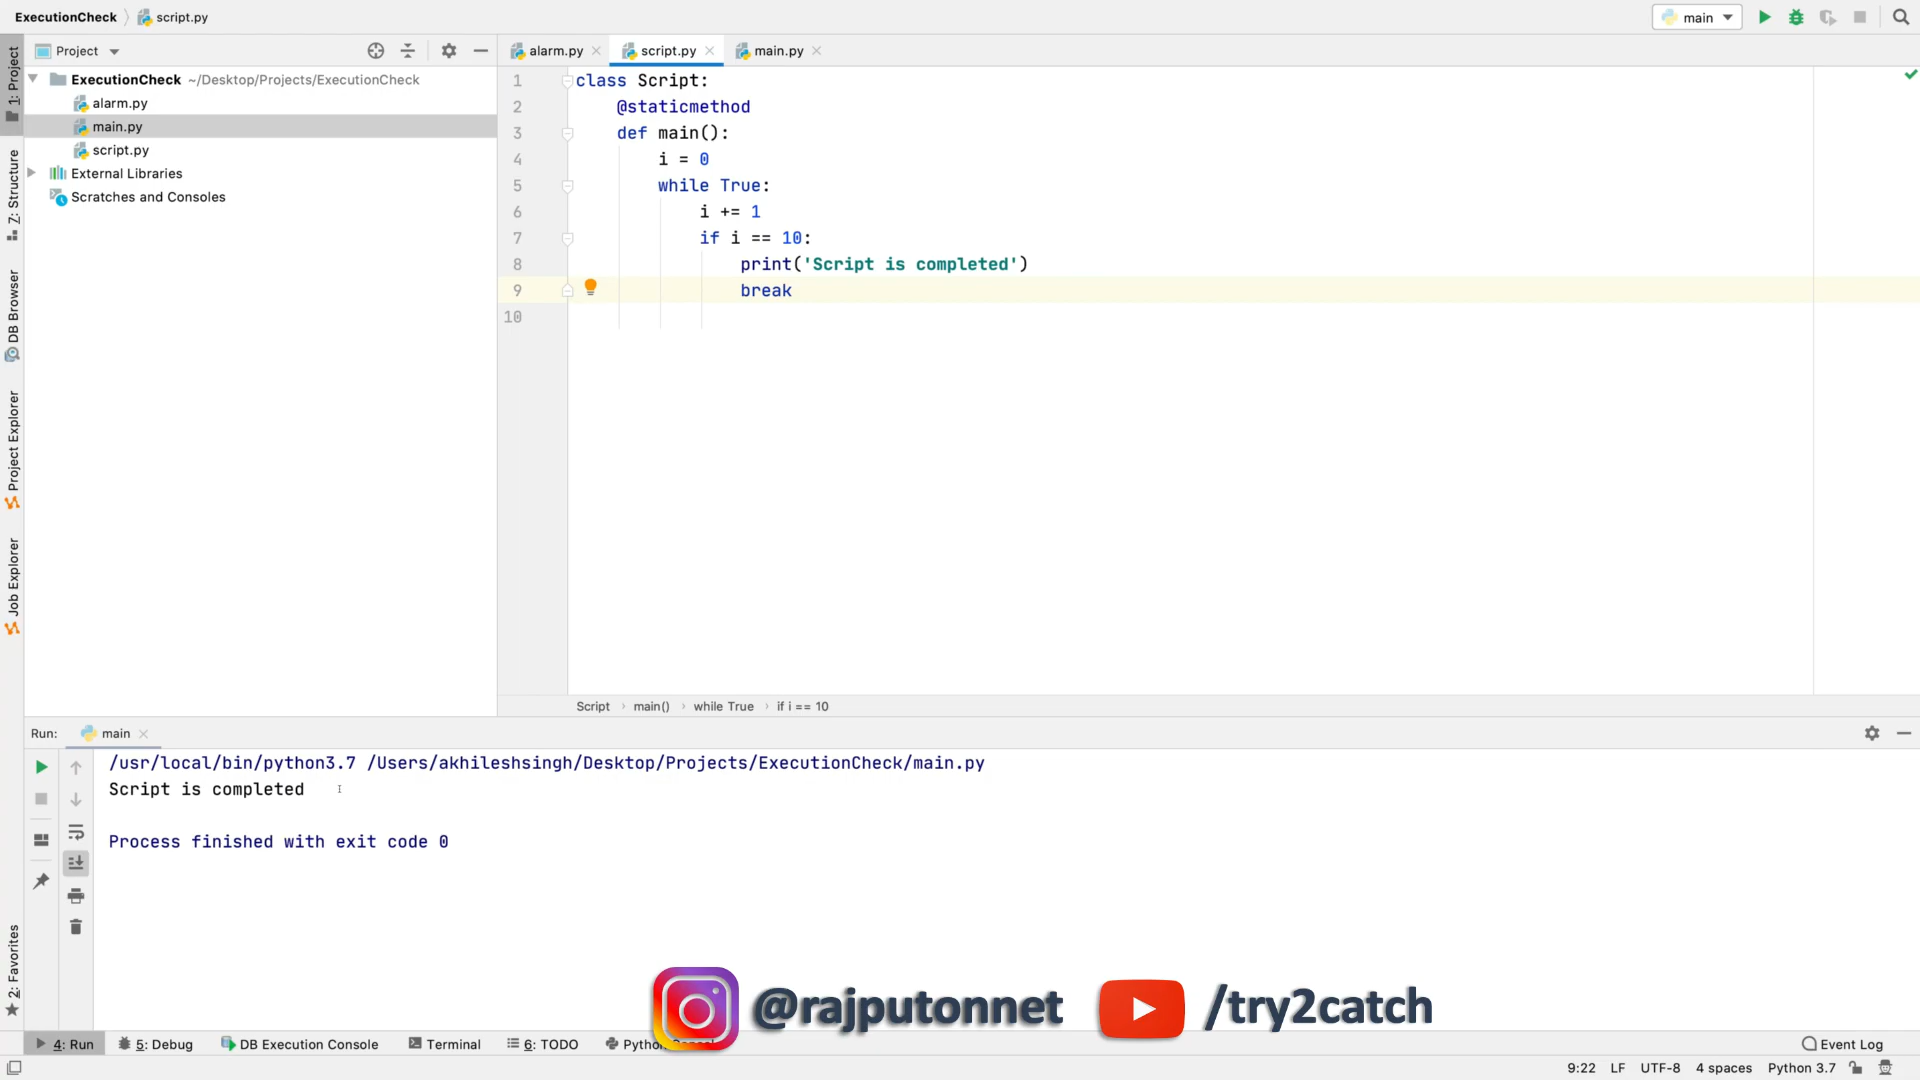 ExecutionCheck script.py
main
Project
alarm.py script.py main.py
1: Project
7: Structure
DB Browser
Project Explorer
Job Explorer
2: Favorites
ExecutionCheck ~/Desktop/Projects/ExecutionCheck
alarm.py
main.py
script.py
External Libraries
Scratches and Consoles
1 class Script:
2 @staticmethod
3 def main():
4 i = 0
5 while True:
6 i += 1
7 if i == 10:
8 print('Script is completed')
9 break
10
Script main() while True if i == 10
Run: main
/usr/local/bin/python3.7 /Users/akhileshsingh/Desktop/Projects/ExecutionCheck/main.py
Script is completed
Process finished with exit code 0
@rajputonnet /try2catch
4: Run 5: Debug DB Execution Console Terminal 6: TODO Python Event Log
9:22 LF UTF-8 4 spaces Python 3.7